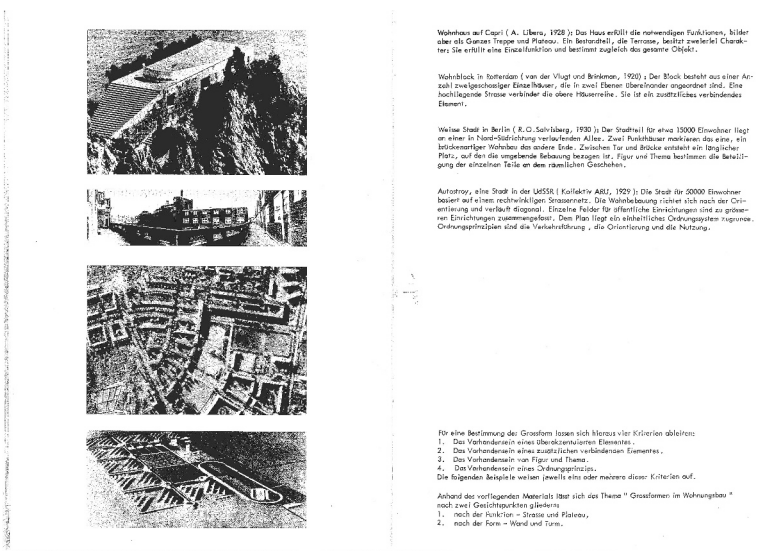 Wohnhaus auf Capri ( A. Libera, 1928 ): Das Haus erfüllt die notwendigen Funktionen, bildet
aber als Ganzes Treppe und Plateau. Ein Bestandteil, die Terrasse, besitzt zweierlei Charak-
ter: Sie erfüllt eine Einzelfunktion und bestimmt zugleich das gesamte Objekt.
Wohnblock in Rotterdam ( van der Vlugt und Brinkman, 1920) : Der Block besteht aus einer An-
zahl zweigeschossiger Einzelhäuser, die in zwei Ebenen übereinander angeordnet sind. Eine
hochliegende Strasse verbindet die obere Häuserreihe. Sie ist ein zusätzliches verbindendes
Element.
Weisse Stadt in Berlin ( R.O.Salvisberg, 1930 ): Der Stadtteil für etwa 15000 Einwohner liegt
an einer in Nord-Südrichtung verlaufenden Allee. Zwei Punkthäuser markieren das eine, ein
brückenartiger Wohnbau das andere Ende. Zwischen Tor und Brücke entsteht ein länglicher
Platz, auf den die umgebende Bebauung bezogen ist. Figur und Thema bestimmen die Beteili-
gung der einzelnen Teile an dem räumlichen Geschehen.
Autostroy, eine Stadt in der UdSSR ( Kollektiv ARU, 1929 ): Die Stadt für 50000 Einwohner
basiert auf einem rechtwinkligen Strassennetz. Die Wohnbebauung richtet sich nach der Ori-
entierung und verläuft diagonal. Einzelne Felder für öffentliche Einrichtungen sind zu grösse-
ren Einrichtungen zusammengefasst. Dem Plan liegt ein einheitliches Ordnungssystem zugrunde.
Ordnungsprinzipien sind die Verkehrsführung , die Orientierung und die Nutzung.
Für eine Bestimmung der Grossform lassen sich hieraus vier Kriterien ableiten:
1. Das Vorhandensein eines überakzentuierten Elementes.
2. Das Vorhandensein eines zusätzlichen verbindenden Elementes.
3. Das Vorhandensein von Figur und Thema.
4. Das Vorhandensein eines Ordnungsprinzips.
Die folgenden Beispiele weisen jeweils eins oder mehrere dieser Kriterien auf.
Anhand des vorliegenden Materials lässt sich das Thema " Grossformen im Wohnungsbau "
nach zwei Gesichtspunkten gliedern:
1. nach der Funktion - Strasse und Plateau,
2. nach der Form - Wand und Turm.